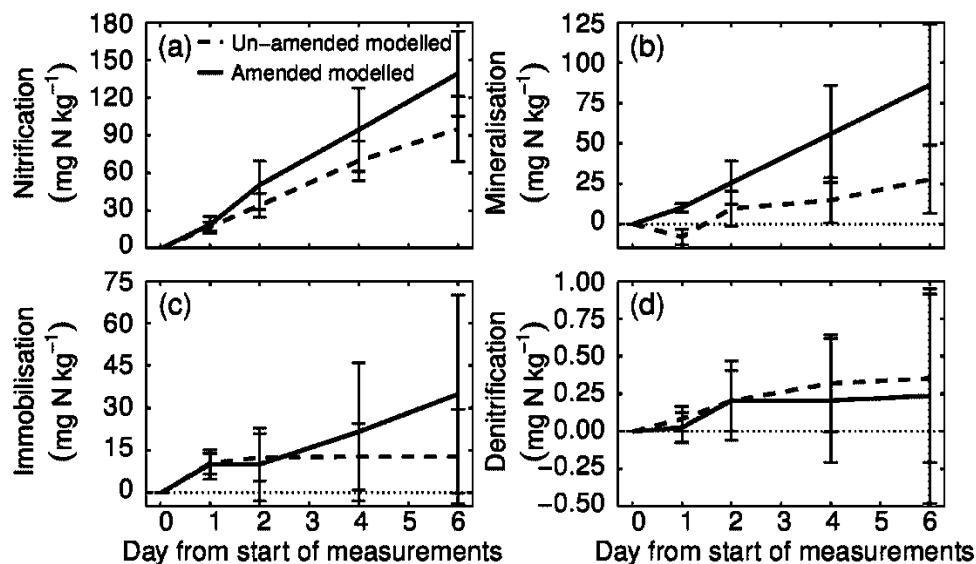 180
150
120
90
60
30
0
Nitrification
(mg N kg⁻¹)
(a)
Un−amended modelled
Amended modelled
125
100
75
50
25
0
Mineralisation
(mg N kg⁻¹)
(b)
75
60
45
30
15
0
Immobilisation
(mg N kg⁻¹)
(c)
0 1 2 3 4 5 6
Day from start of measurements
1.00
0.75
0.50
0.25
0.00
−0.25
−0.50
Denitrification
(mg N kg⁻¹)
(d)
0 1 2 3 4 5 6
Day from start of measurements